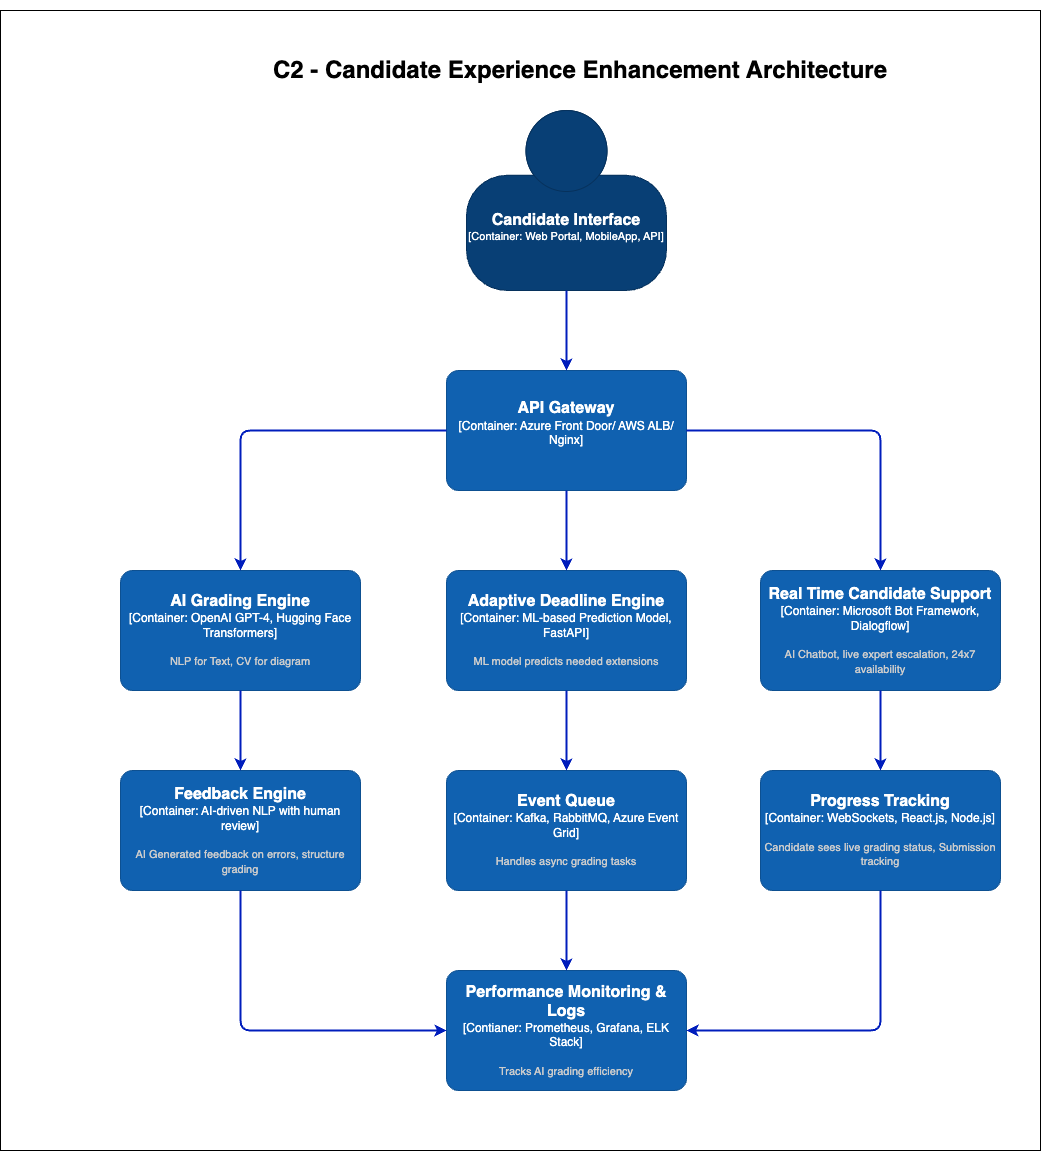 C2 - Candidate Experience Enhancement Architecture
Candidate Interface
[Container: Web Portal, MobileApp, API]
API Gateway
[Container: Azure Front Door/ AWS ALB/
Nginx]
AI Grading Engine
[Container: OpenAI GPT-4, Hugging Face
Transformers]
NLP for Text, CV for diagram
Adaptive Deadline Engine
[Container: ML-based Prediction Model,
FastAPI]
ML model predicts needed extensions
Real Time Candidate Support
[Container: Microsoft Bot Framework,
Dialogflow]
AI Chatbot, live expert escalation, 24x7
availability
Feedback Engine
[Container: AI-driven NLP with human
review]
AI Generated feedback on errors, structure
grading
Event Queue
[Container: Kafka, RabbitMQ, Azure Event
Grid]
Handles async grading tasks
Progress Tracking
[Container: WebSockets, React.js, Node.js]
Candidate sees live grading status, Submission
tracking
Performance Monitoring &
Logs
[Contianer: Prometheus, Grafana, ELK
Stack]
Tracks AI grading efficiency